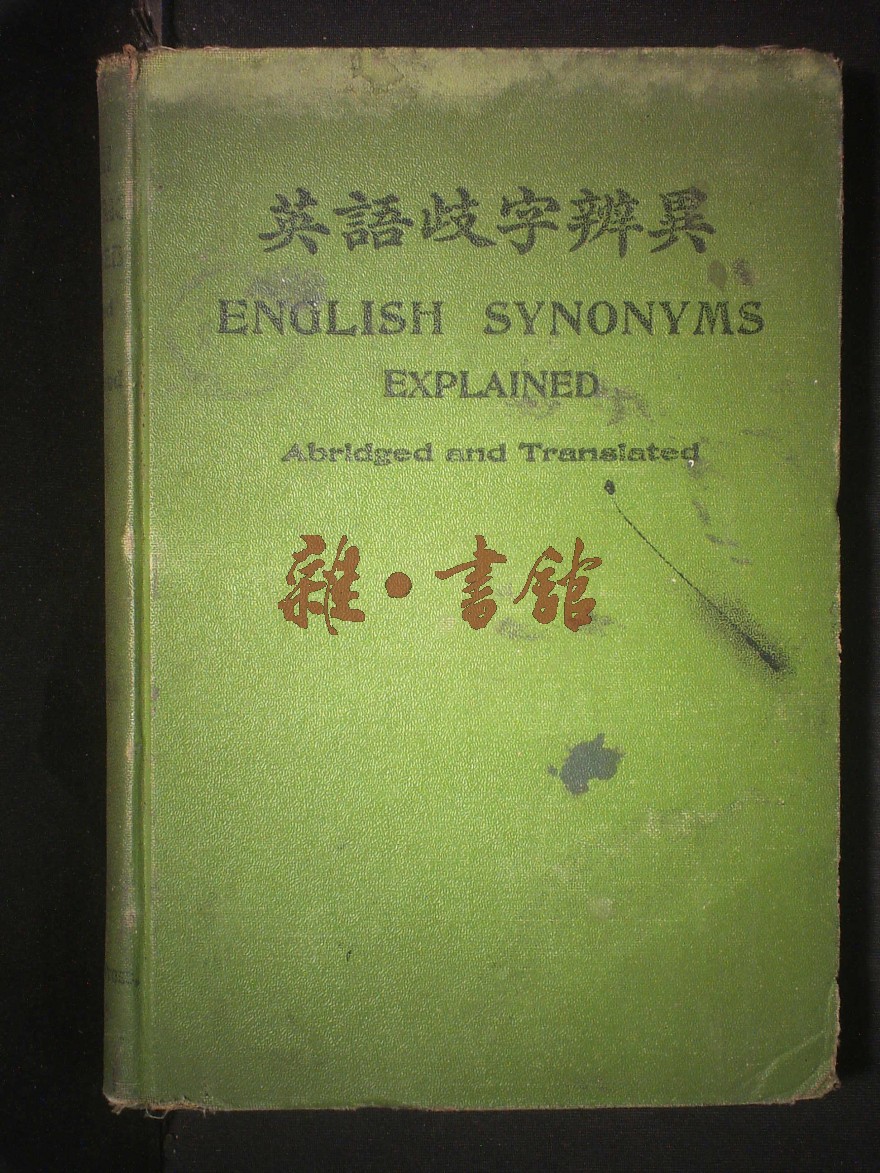 英語歧字辨異
ENGLISH SYNONYMS
EXPLAINED
Abridged and Translated
雜·書舘